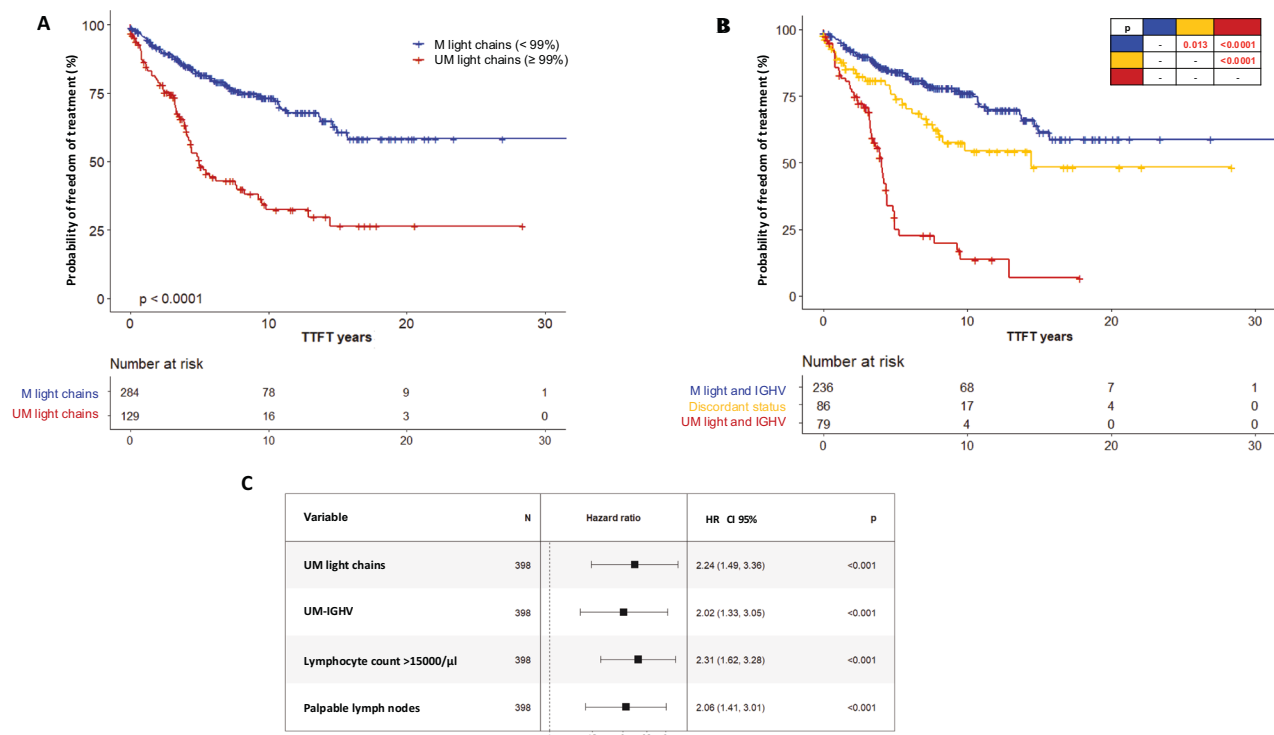 A
100
75
50
25
0
Probability of freedom of treatment (%)
M light chains (< 99%)
UM light chains (≥ 99%)
p < 0.0001
0 10 20 30
TTFT years
Number at risk
M light chains 284 78 9 1
UM light chains 129 16 3 0
0 10 20 30
B
100
75
50
25
0
Probability of freedom of treatment (%)
p
- 0.013 <0.0001
- - <0.0001
- - -
0 10 20 30
TTFT years
Number at risk
M light and IGHV 236 68 7 1
Discordant status 86 17 4 0
UM light and IGHV 79 4 0 0
0 10 20 30
C
Variable N Hazard ratio HR CI 95% p
UM light chains 398 2.24 (1.49, 3.36) <0.001
UM-IGHV 398 2.02 (1.33, 3.05) <0.001
Lymphocyte count >15000/µl 398 2.31 (1.62, 3.28) <0.001
Palpable lymph nodes 398 2.06 (1.41, 3.01) <0.001